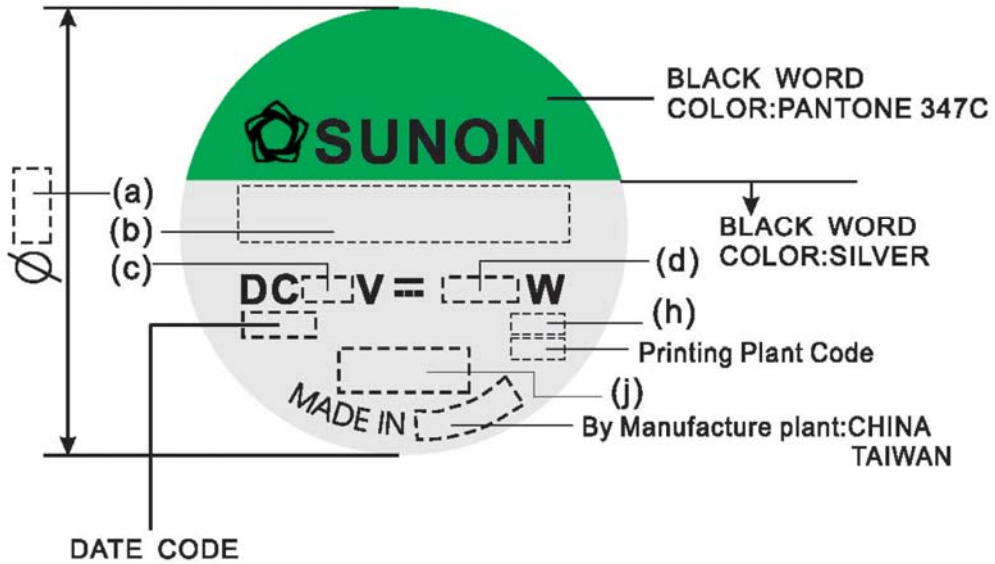 BLACK WORD
COLOR:PANTONE 347C
SUNON
(a)
(b)
BLACK WORD
COLOR:SILVER
Ø
(c)
(d)
DC V W
(h)
Printing Plant Code
(j)
MADE IN
By Manufacture plant:CHINA
TAIWAN
DATE CODE